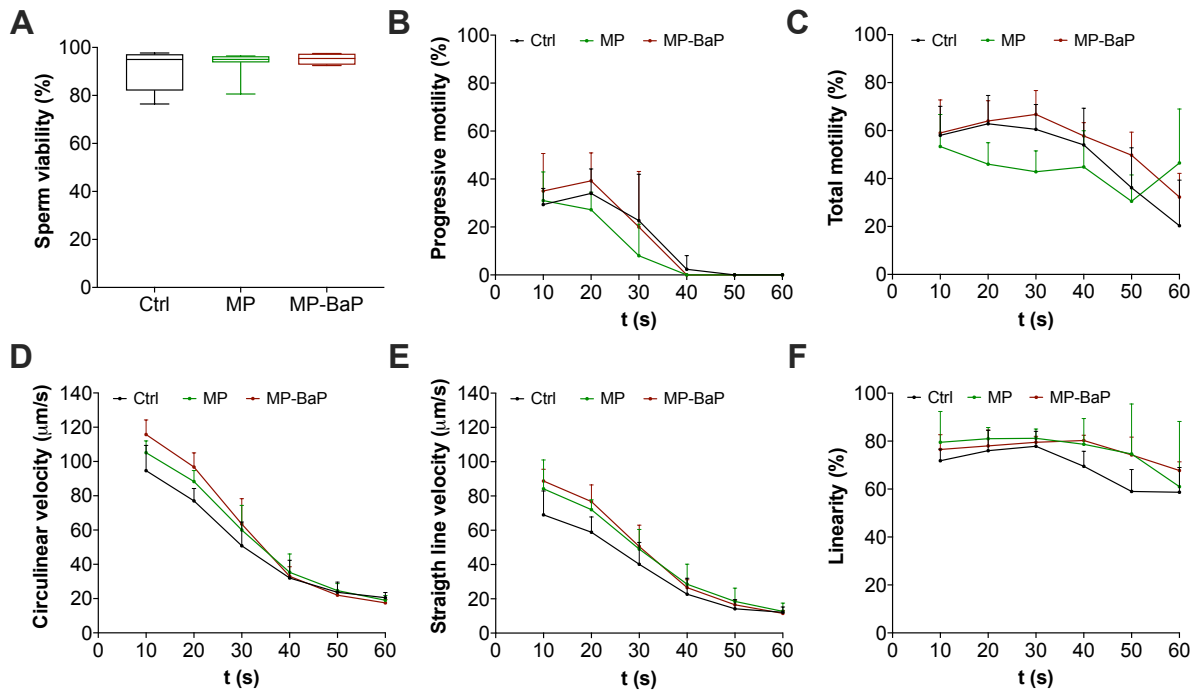 A
Sperm viability (%)
100
80
60
40
20
0
Ctrl MP MP-BaP
B
Progressive motility (%)
Ctrl MP MP-BaP
100
80
60
40
20
0
0 10 20 30 40 50 60
t (s)
C
Total motility (%)
Ctrl MP MP-BaP
100
80
60
40
20
0
0 10 20 30 40 50 60
t (s)
D
Circulinear velocity (μm/s)
Ctrl MP MP-BaP
140
120
100
80
60
40
20
0
0 10 20 30 40 50 60
t (s)
E
Straigth line velocity (μm/s)
Ctrl MP MP-BaP
140
120
100
80
60
40
20
0
0 10 20 30 40 50 60
t (s)
F
Linearity (%)
Ctrl MP MP-BaP
100
80
60
40
20
0
0 10 20 30 40 50 60
t (s)